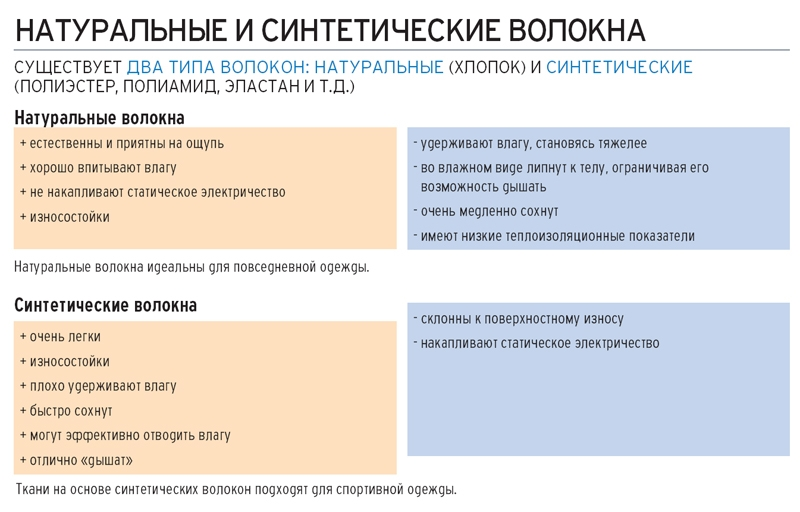 НАТУРАЛЬНЫЕ И СИНТЕТИЧЕСКИЕ ВОЛОКНА
СУЩЕСТВУЕТ ДВА ТИПА ВОЛОКОН: НАТУРАЛЬНЫЕ (ХЛОПОК) И СИНТЕТИЧЕСКИЕ
(ПОЛИЭСТЕР, ПОЛИАМИД, ЭЛАСТАН И Т.Д.)
Натуральные волокна
+ естественны и приятны на ощупь
+ хорошо впитывают влагу
+ не накапливают статическое электричество
+ износостойки
- удерживают влагу, становясь тяжелее
- во влажном виде липнут к телу, ограничивая его
возможность дышать
- очень медленно сохнут
- имеют низкие теплоизоляционные показатели
Натуральные волокна идеальны для повседневной одежды.
Синтетические волокна
+ очень легки
+ износостойки
+ плохо удерживают влагу
+ быстро сохнут
+ могут эффективно отводить влагу
+ отлично «дышат»
- склонны к поверхностному износу
- накапливают статическое электричество
Ткани на основе синтетических волокон подходят для спортивной одежды.